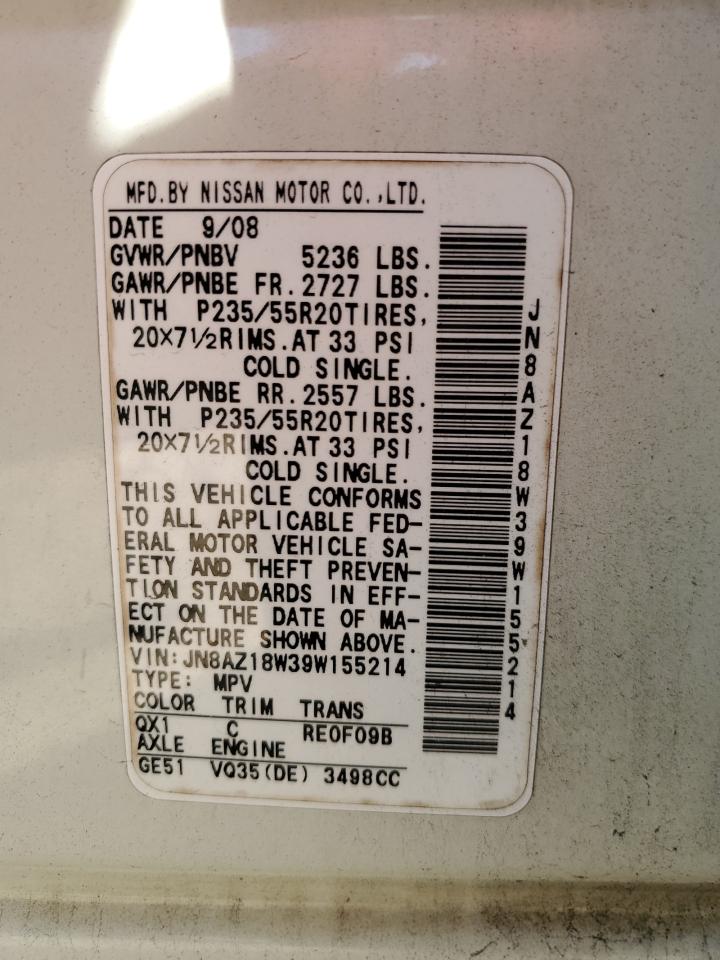 MFD.BY NISSAN MOTOR CO.,LTD.
DATE 9/08
GVWR/PNBV 5236 LBS.
GAWR/PNBE FR.2727 LBS.
WITH P235/55R20TIRES,
20×7½RIMS.AT 33 PSI
COLD SINGLE.
GAWR/PNBE RR.2557 LBS.
WITH P235/55R20TIRES,
20×7½RIMS.AT 33 PSI
COLD SINGLE.
THIS VEHICLE CONFORMS
TO ALL APPLICABLE FED-
ERAL MOTOR VEHICLE SA-
FETY AND THEFT PREVEN-
TION STANDARDS IN EFF-
ECT ON THE DATE OF MA-
NUFACTURE SHOWN ABOVE.
VIN:JN8AZ18W39W155214
TYPE: MPV
COLOR TRIM TRANS
QX1 C RE0F09B
AXLE ENGINE
GE51 VQ35(DE) 3498CC
JN8AZ18W39W155214